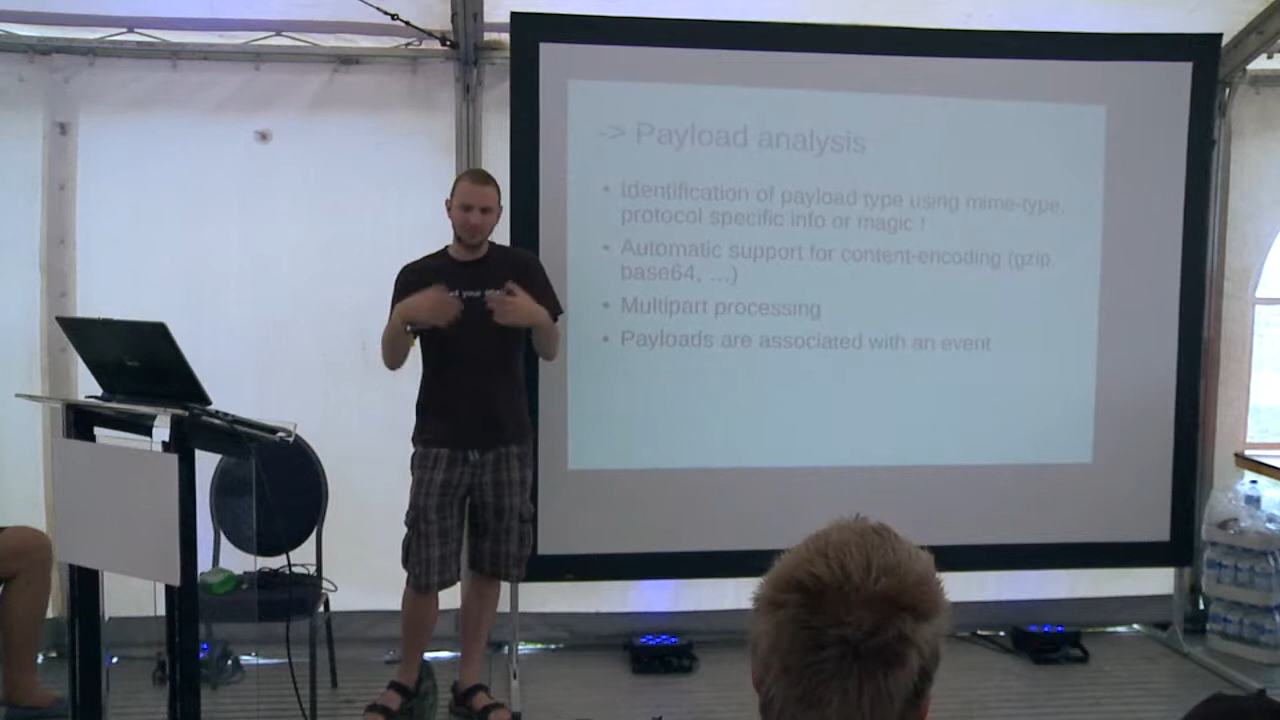 -> Payload analysis
• Identification of payload type using mime-type,
protocol specific info or magic !
• Automatic support for content-encoding (gzip,
base64, ...)
• Multipart processing
• Payloads are associated with an event
your